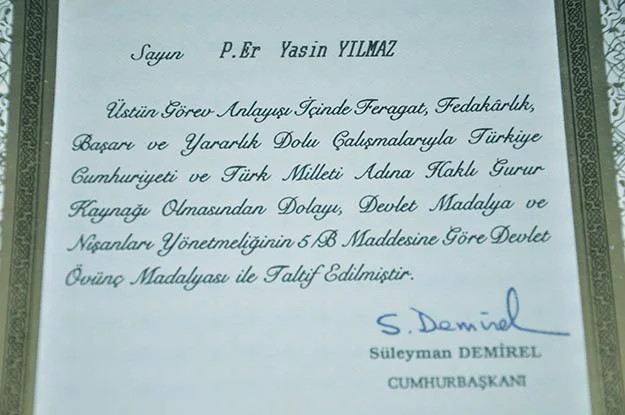 Sayın P.Er Yasin YILMAZ
Üstün Görev Anlayışı İçinde Feragat, Fedakârlık,
Başarı ve Yararlık Dolu Çalışmalarıyla Türkiye
Cumhuriyeti ve Türk Milleti Adına Haklı Gurur
Kaynağı Olmasından Dolayı, Devlet Madalya ve
Nişanları Yönetmeliğinin 5/B Maddesine Göre Devlet
Övünç Madalyası ile Taltif Edilmiştir.
S. Demirel
Süleyman DEMİREL
CUMHURBAŞKANI